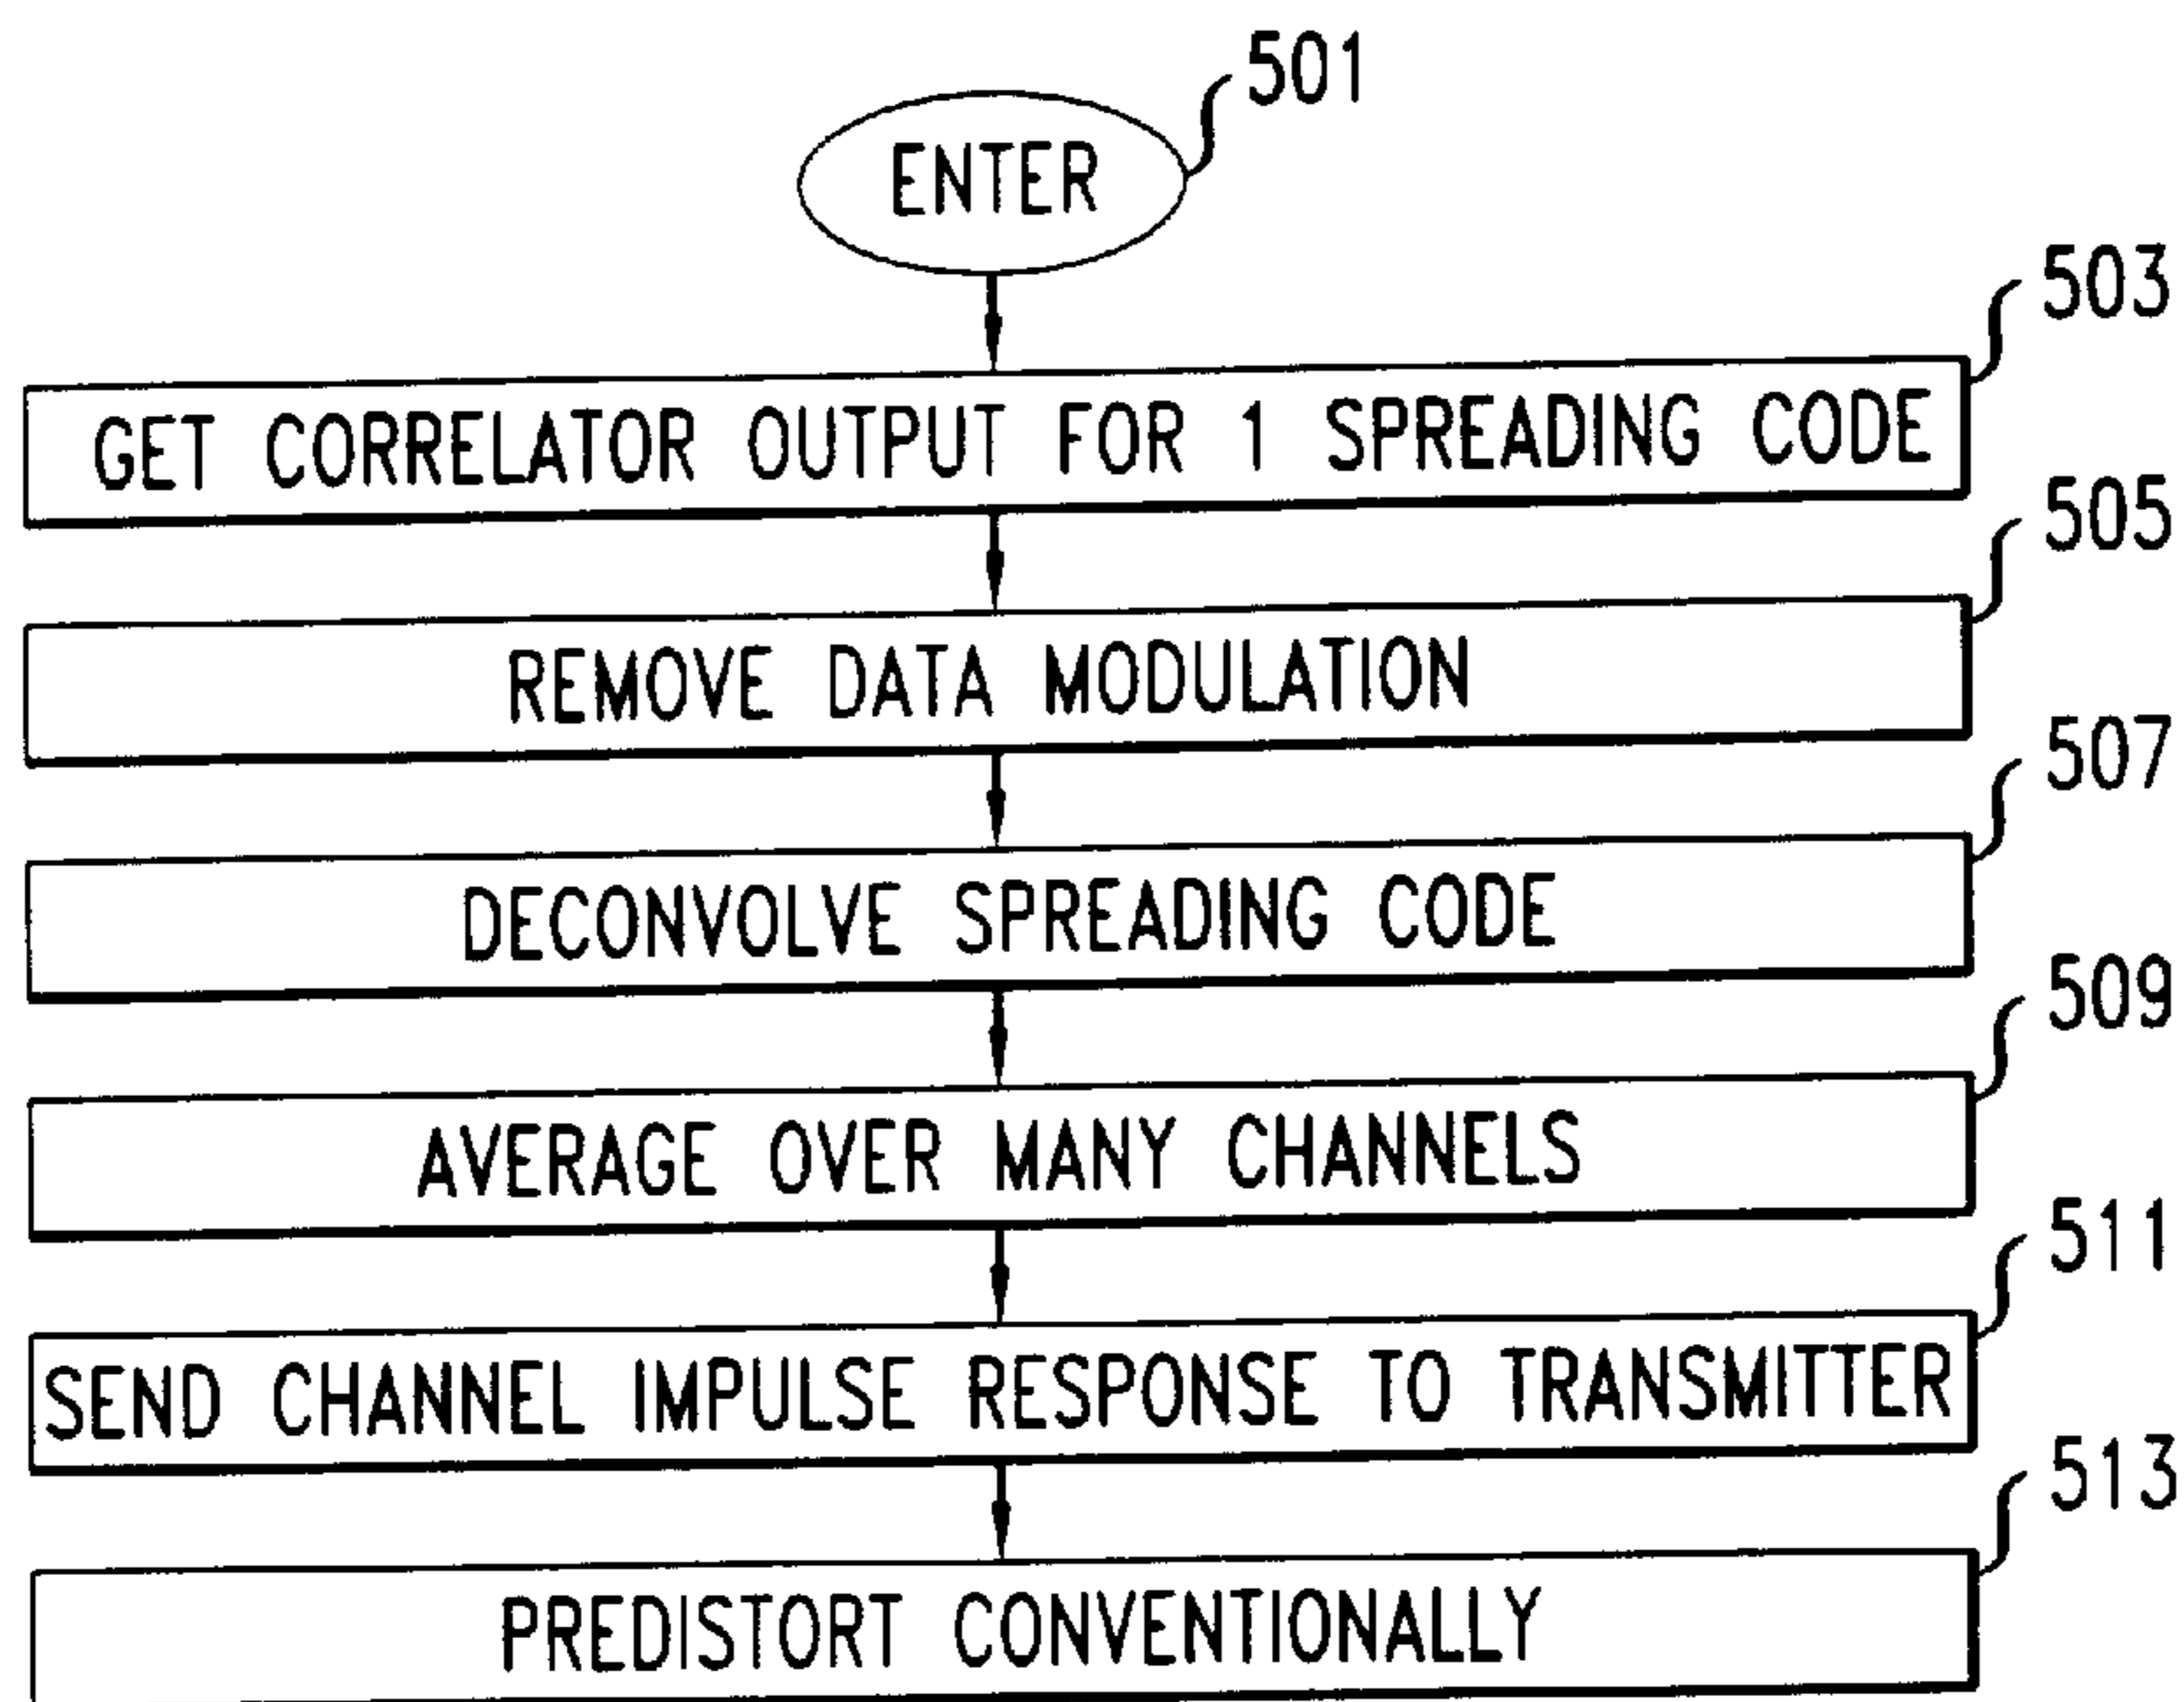 501
ENTER
503
GET CORRELATOR OUTPUT FOR 1 SPREADING CODE
505
REMOVE DATA MODULATION
507
DECONVOLVE SPREADING CODE
509
AVERAGE OVER MANY CHANNELS
511
SEND CHANNEL IMPULSE RESPONSE TO TRANSMITTER
513
PREDISTORT CONVENTIONALLY